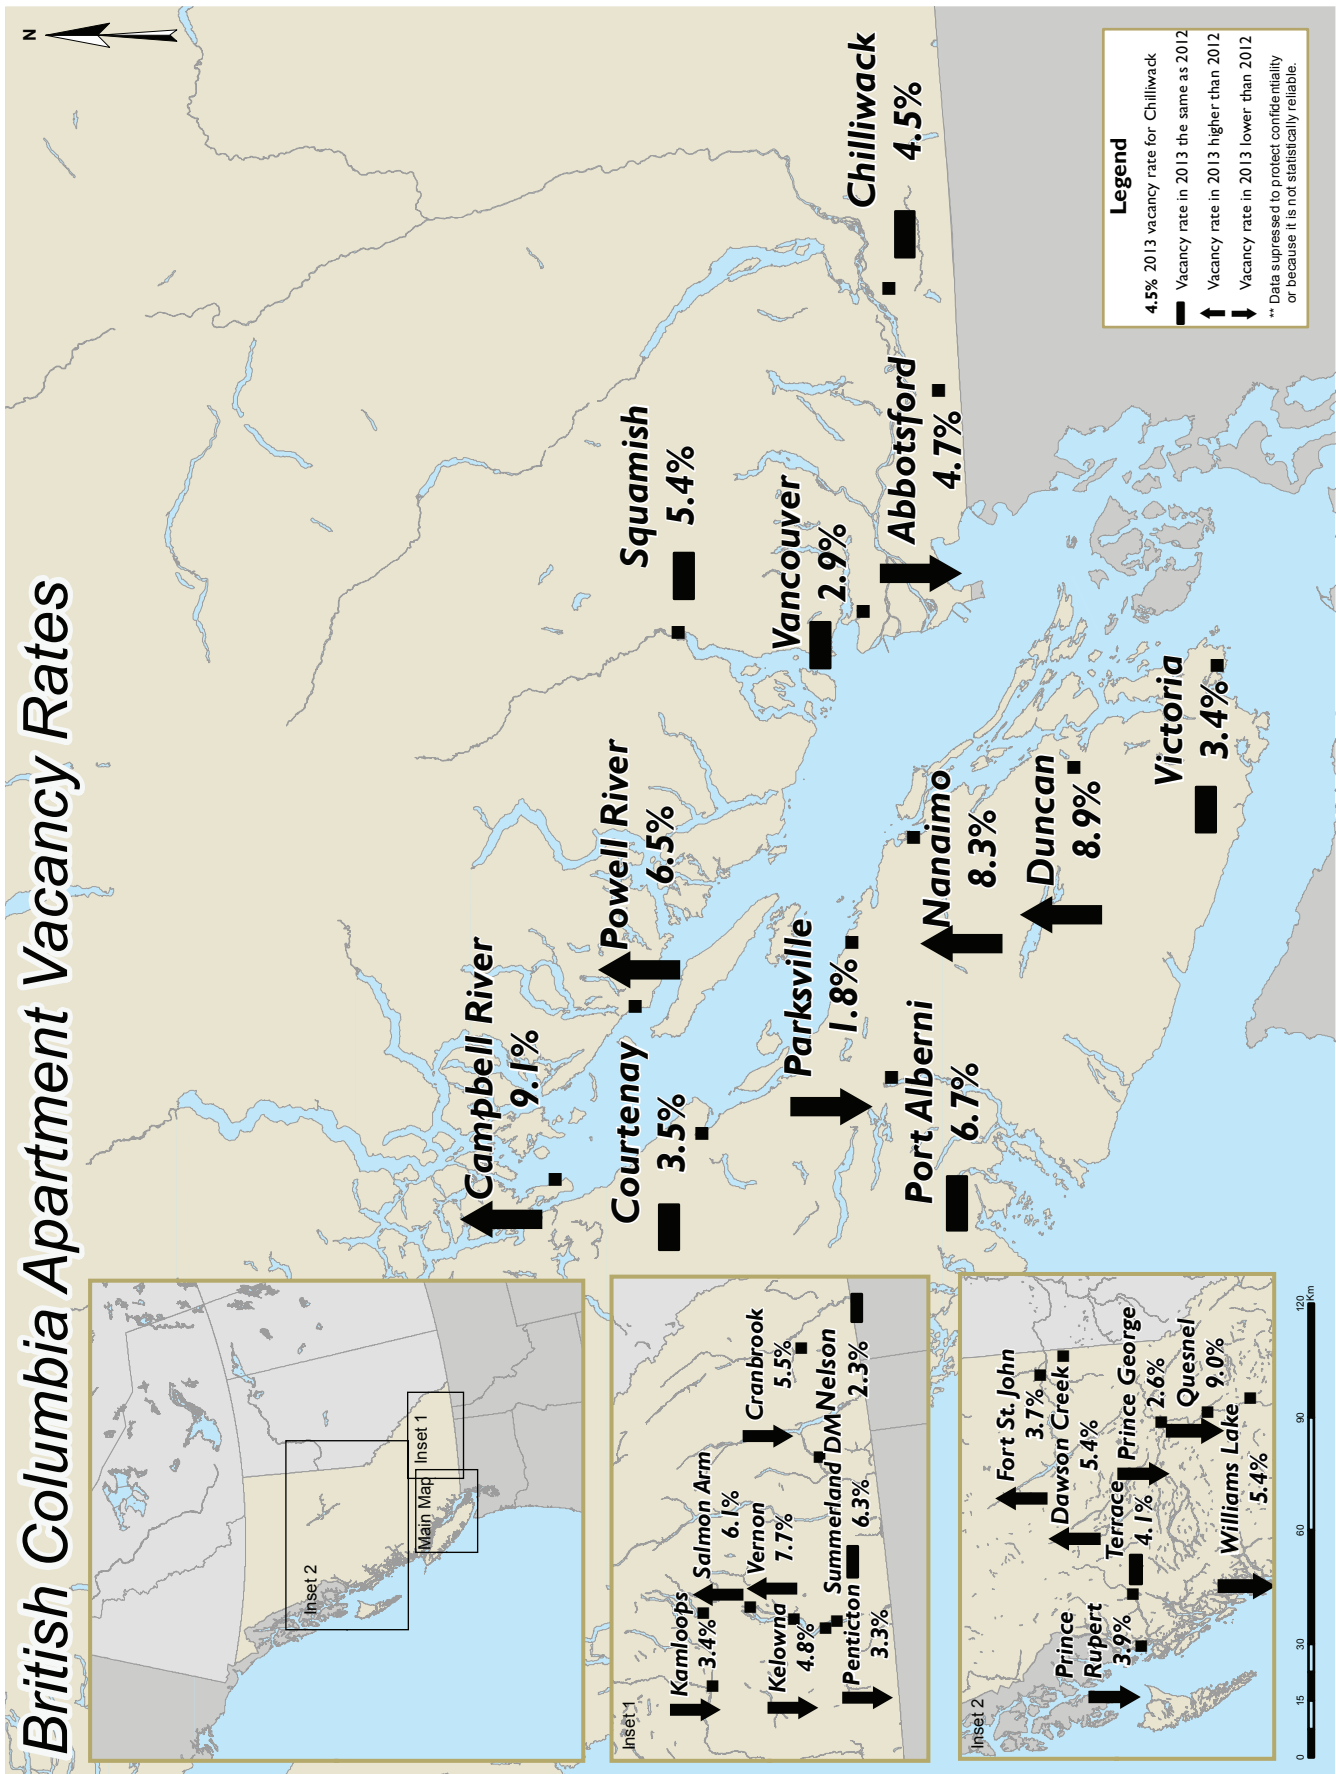 British Columbia Apartment Vacancy Rates
N
Campbell River
9.1%
Courtenay
3.5%
Powell River
6.5%
Squamish
5.4%
Parksville
1.8%
Port Alberni
6.7%
Nanaimo
8.3%
Duncan
8.9%
Victoria
3.4%
Vancouver
2.9%
Abbotsford
4.7%
Chilliwack
4.5%
Inset 2
Main Map
Inset 1
Inset 1
Kamloops
3.4%
Salmon Arm
6.1%
Vernon
7.7%
Kelowna
4.8%
Summerland DM
6.3%
Penticton
3.3%
Cranbrook
5.5%
Nelson
2.3%
Inset 2
Prince
Rupert
3.9%
Terrace
4.1%
Fort St. John
3.7%
Dawson Creek
5.4%
Prince George
2.6%
Quesnel
9.0%
Williams Lake
5.4%
0 15 30 60 90 120
Km
Legend
4.5% 2013 vacancy rate for Chilliwack
Vacancy rate in 2013 the same as 2012
Vacancy rate in 2013 higher than 2012
Vacancy rate in 2013 lower than 2012
** Data supressed to protect confidentiality
or because it is not statistically reliable.